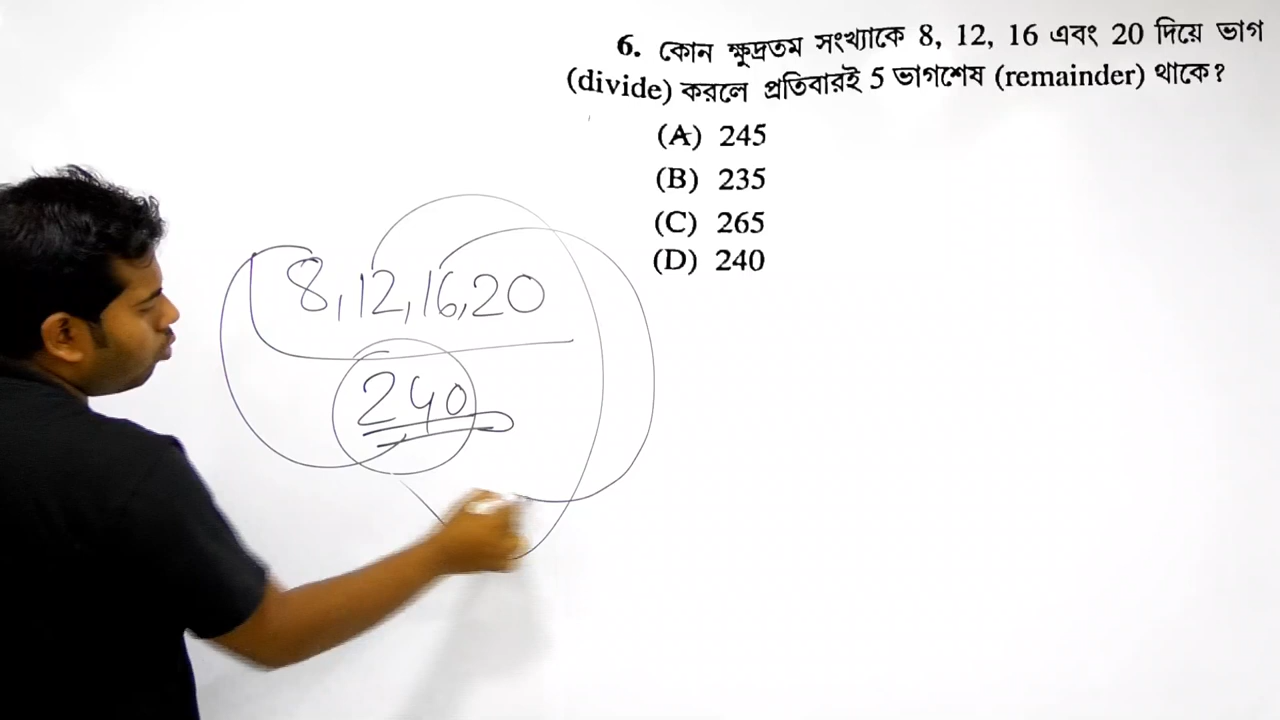 6. কোন ক্ষুদ্রতম সংখ্যাকে 8, 12, 16 এবং 20 দিয়ে ভাগ
(divide) করলে প্রতিবারই 5 ভাগশেষ (remainder) থাকে?
(A) 245
(B) 235
(C) 265
(D) 240
8, 12, 16, 20
240